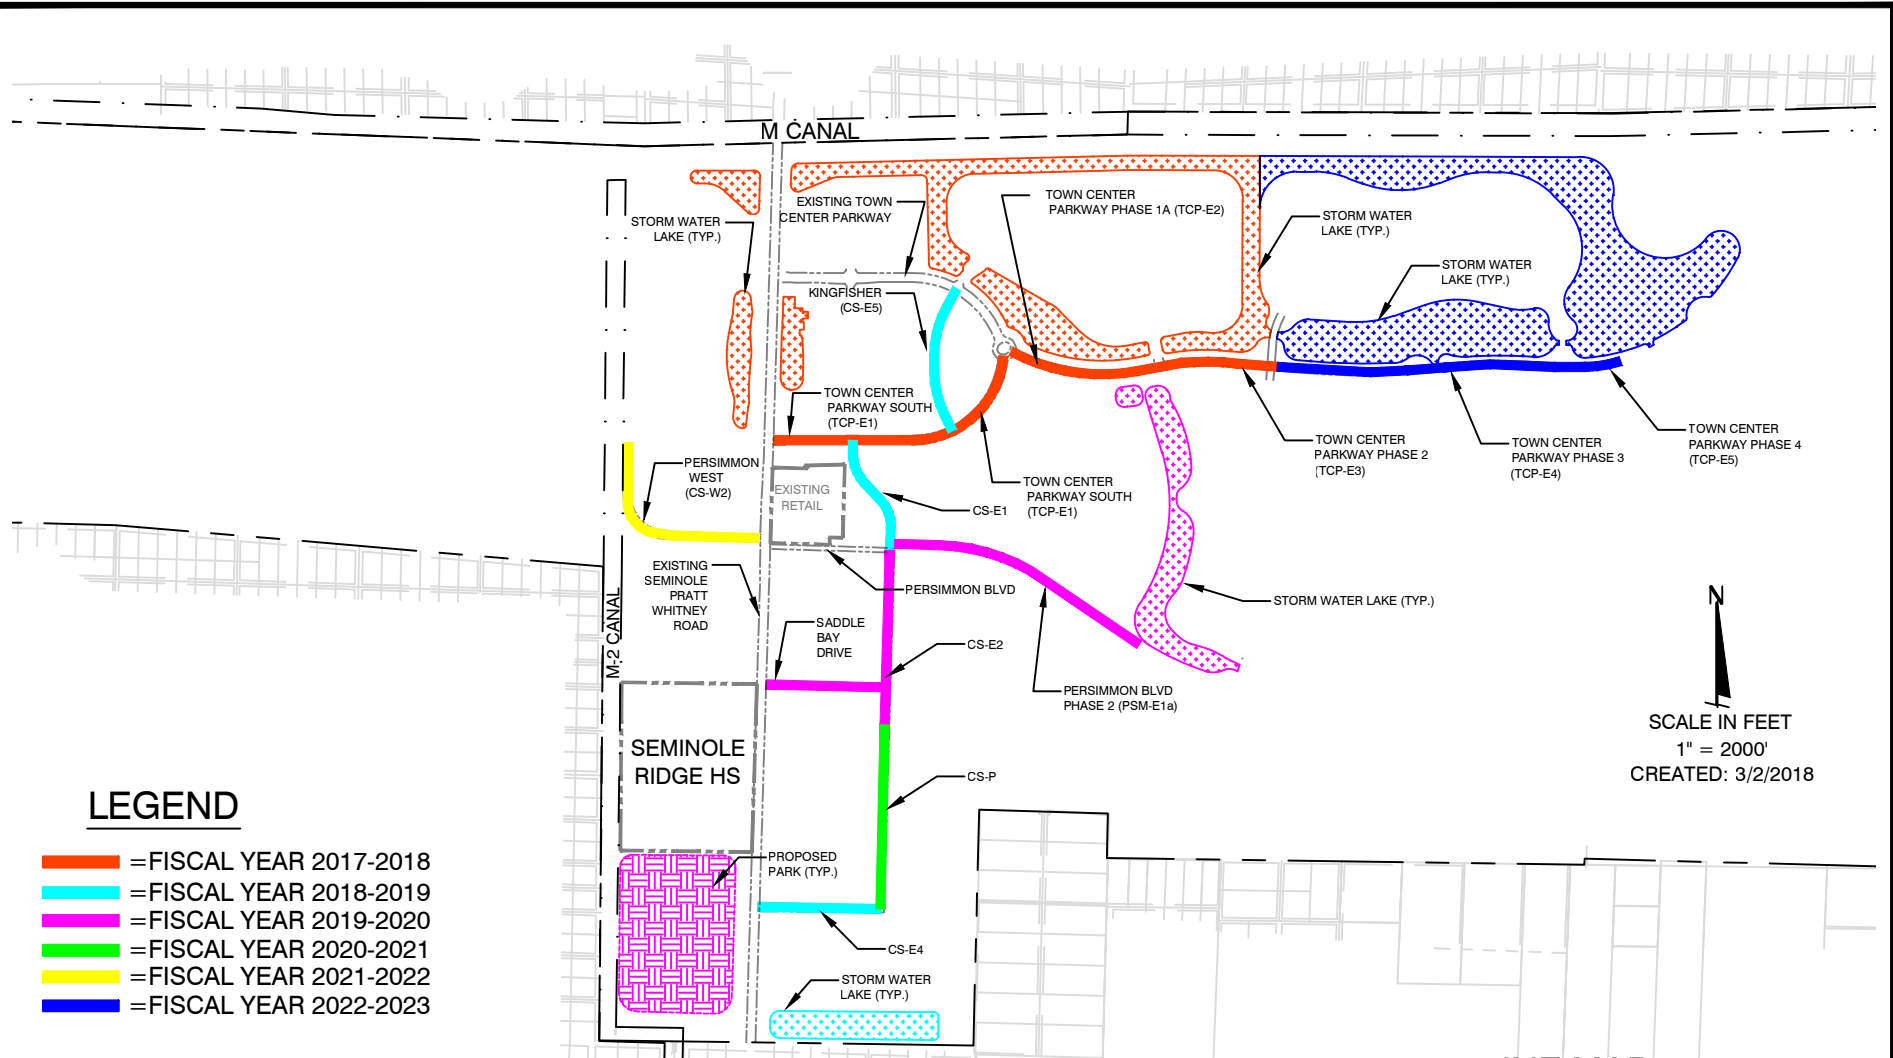 M CANAL
STORM WATER
LAKE (TYP.)
EXISTING TOWN
CENTER PARKWAY
TOWN CENTER
PARKWAY PHASE 1A (TCP-E2)
STORM WATER
LAKE (TYP.)
STORM WATER
LAKE (TYP.)
KINGFISHER
(CS-E5)
TOWN CENTER
PARKWAY SOUTH
(TCP-E1)
TOWN CENTER
PARKWAY PHASE 2
(TCP-E3)
TOWN CENTER
PARKWAY PHASE 3
(TCP-E4)
TOWN CENTER
PARKWAY PHASE 4
(TCP-E5)
PERSIMMON
WEST
(CS-W2)
EXISTING
RETAIL
CS-E1
TOWN CENTER
PARKWAY SOUTH
(TCP-E1)
EXISTING
SEMINOLE
PRATT
WHITNEY
ROAD
PERSIMMON BLVD
STORM WATER LAKE (TYP.)
M-2 CANAL
SADDLE
BAY
DRIVE
CS-E2
PERSIMMON BLVD
PHASE 2 (PSM-E1a)
N
SCALE IN FEET
1" = 2000'
CREATED: 3/2/2018
SEMINOLE
RIDGE HS
CS-P
PROPOSED
PARK (TYP.)
CS-E4
STORM WATER
LAKE (TYP.)
LEGEND
=FISCAL YEAR 2017-2018
=FISCAL YEAR 2018-2019
=FISCAL YEAR 2019-2020
=FISCAL YEAR 2020-2021
=FISCAL YEAR 2021-2022
=FISCAL YEAR 2022-2023